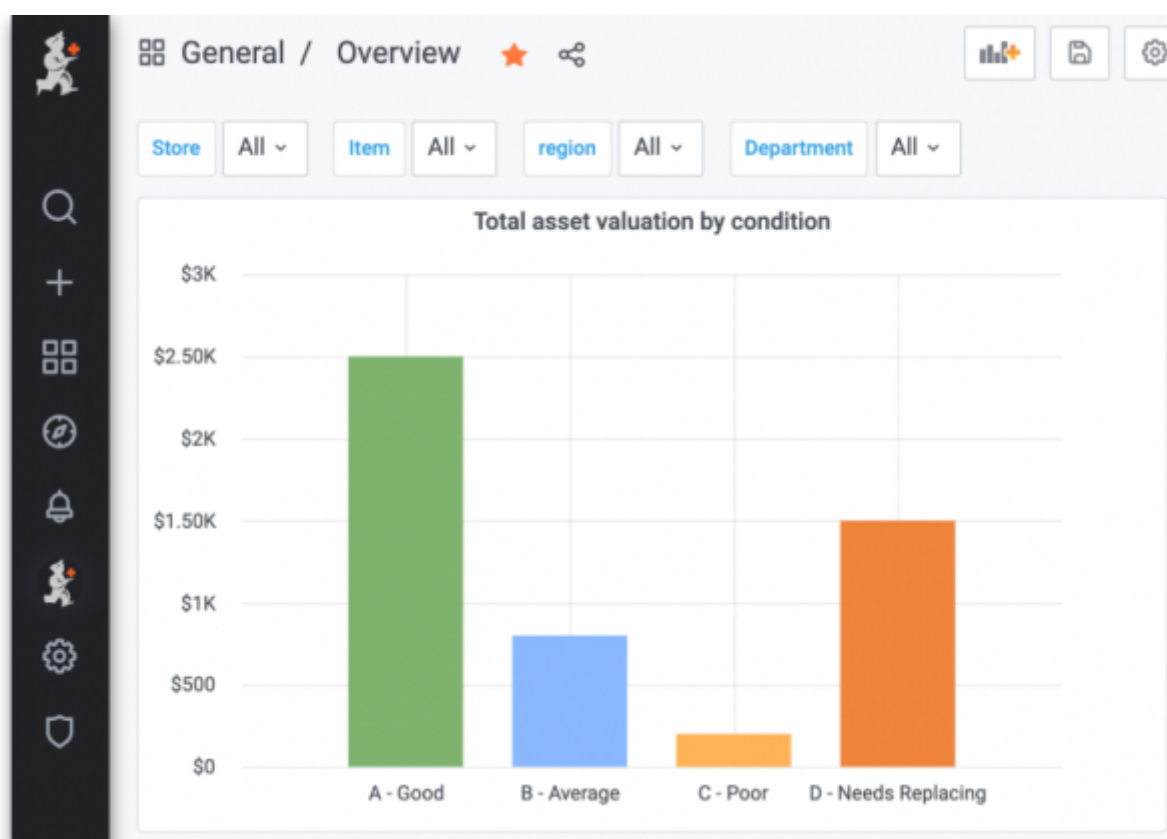 General / Overview
Store All Item All region All Department All
Total asset valuation by condition
$3K
$2.50K
$2K
$1.50K
$1K
$500
$0
A - Good B - Average C - Poor D - Needs Replacing